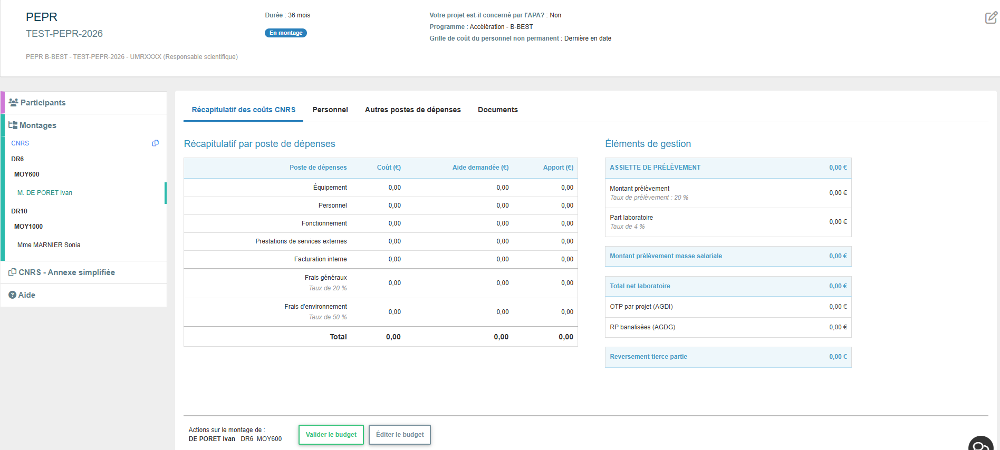 PEPR
TEST-PEPR-2026
PEPR B-BEST - TEST-PEPR-2026 - UMRXXXX (Responsable scientifique)
Durée : 36 mois
En montage
Votre projet est-il concerné par l'APA? : Non
Programme : Accélération - B-BEST
Grille de coût du personnel non permanent : Dernière en date
Participants
Montages
CNRS
DR6
MOY600
M. DE PORET Ivan
DR10
MOY1000
Mme MARNIER Sonia
CNRS - Annexe simplifiée
Aide
Récapitulatif des coûts CNRS Personnel Autres postes de dépenses Documents
Récapitulatif par poste de dépenses
Poste de dépenses Coût (€) Aide demandée (€) Apport (€)
Équipement 0,00 0,00 0,00
Personnel 0,00 0,00 0,00
Fonctionnement 0,00 0,00 0,00
Prestations de services externes 0,00 0,00 0,00
Facturation interne 0,00 0,00 0,00
Frais généraux 0,00 0,00 0,00
Taux de 20 %
Frais d'environnement 0,00 0,00 0,00
Taux de 50 %
Total 0,00 0,00 0,00
Éléments de gestion
ASSIETTE DE PRÉLÈVEMENT 0,00 €
Montant prélèvement 0,00 €
Taux de prélèvement : 20 %
Part laboratoire 0,00 €
Taux de 4 %
Montant prélèvement masse salariale 0,00 €
Total net laboratoire 0,00 €
OTP par projet (AGDI) 0,00 €
RP banalisées (AGDG) 0,00 €
Reversement tierce partie 0,00 €
Actions sur le montage de :
DE PORET Ivan DR6 MOY600
Valider le budget
Éditer le budget